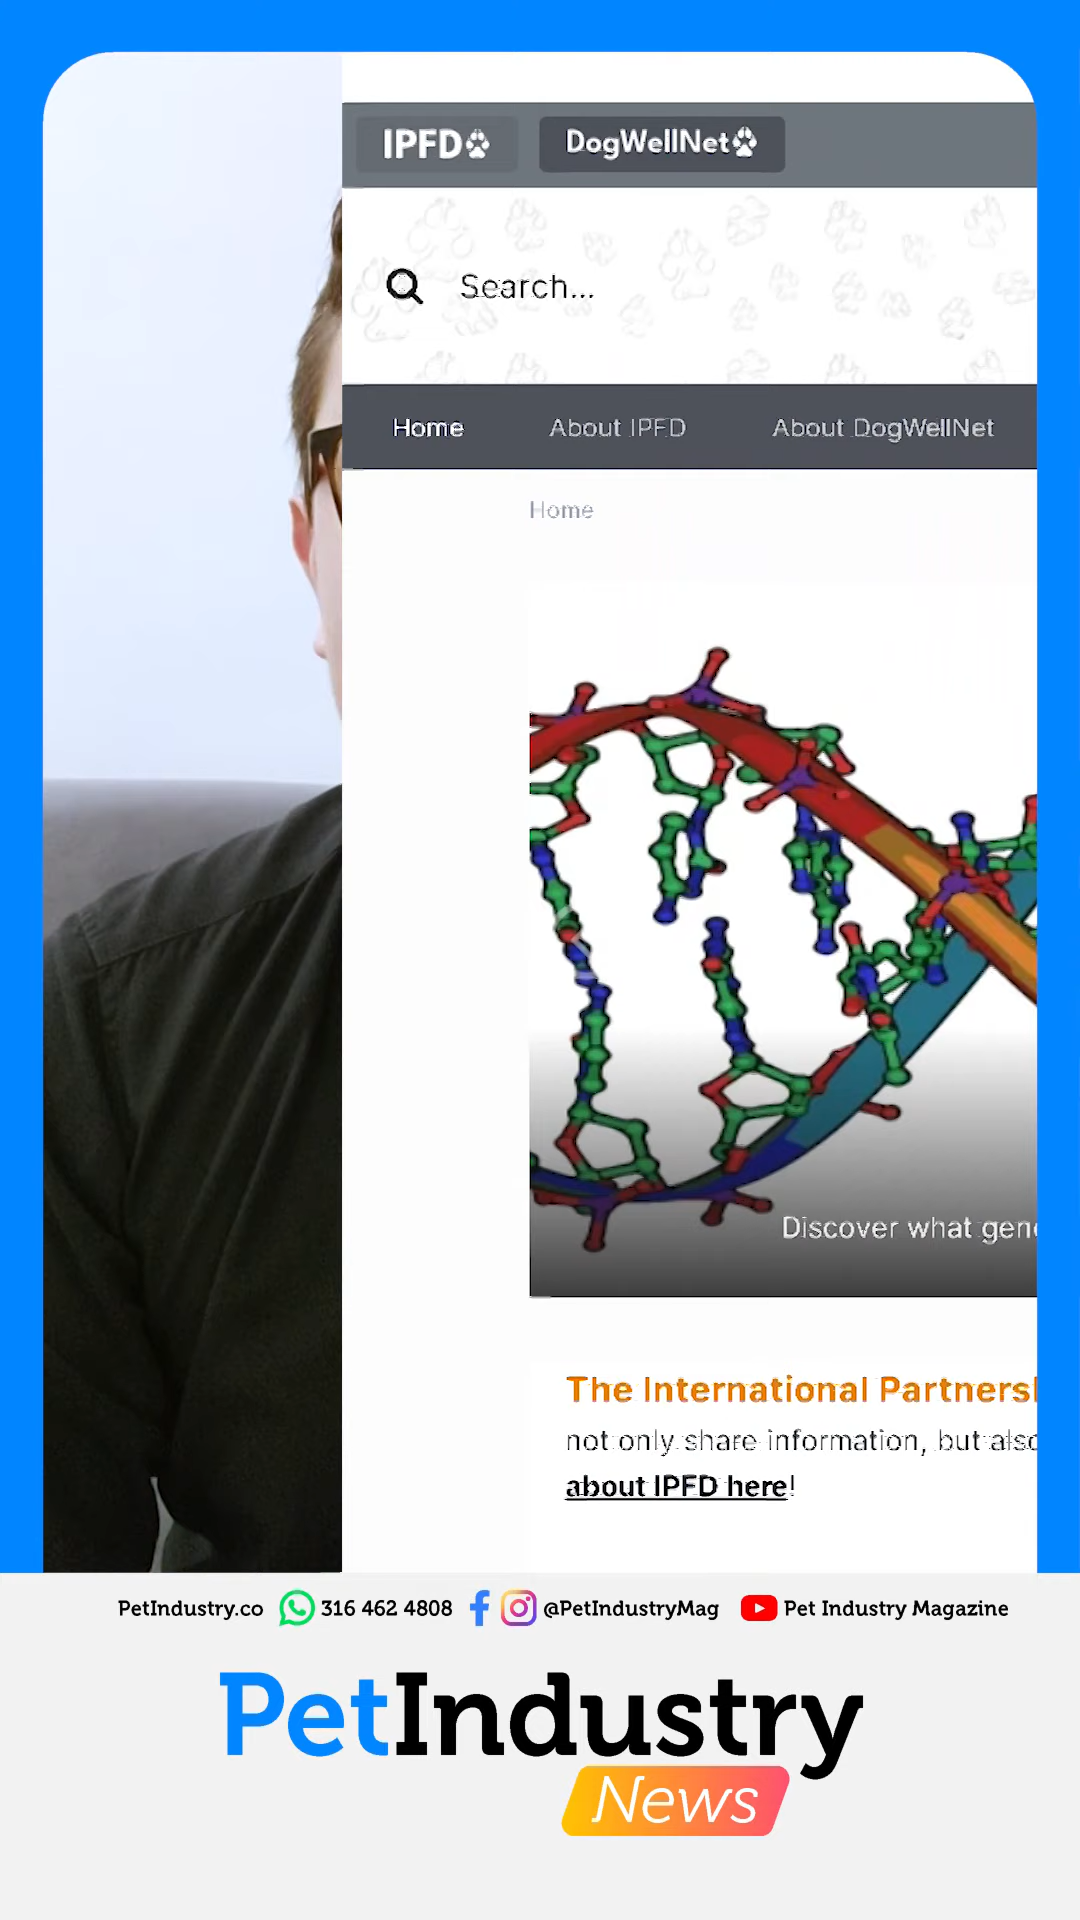 IPFD
DogWellNet
Search...
Home
About IPFD
About DogWellNet
Home
Discover what gen
The International Partners
not only share information, but also
about IPFD here!
PetIndustry.co
316 462 4808
@PetIndustryMag
Pet Industry Magazine
PetIndustry
News